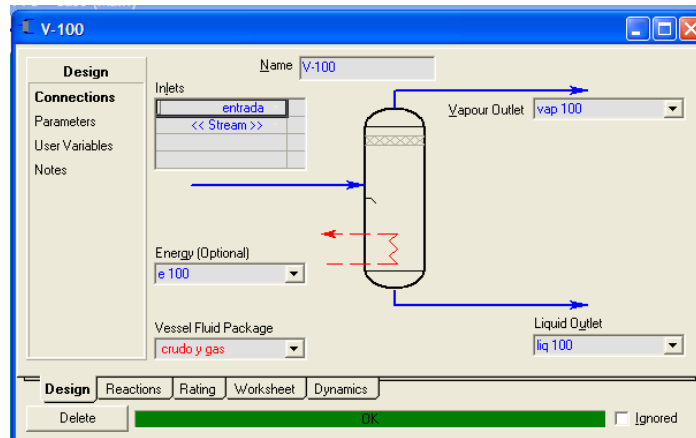 V-100
Design
Connections
Parameters
User Variables
Notes
Name V-100
Inlets
entrada
<< Stream >>
Vapour Outlet vap 100
Energy (Optional)
e 100
Vessel Fluid Package
crudo y gas
Liquid Outlet
liq 100
Design Reactions Rating Worksheet Dynamics
Delete OK Ignored